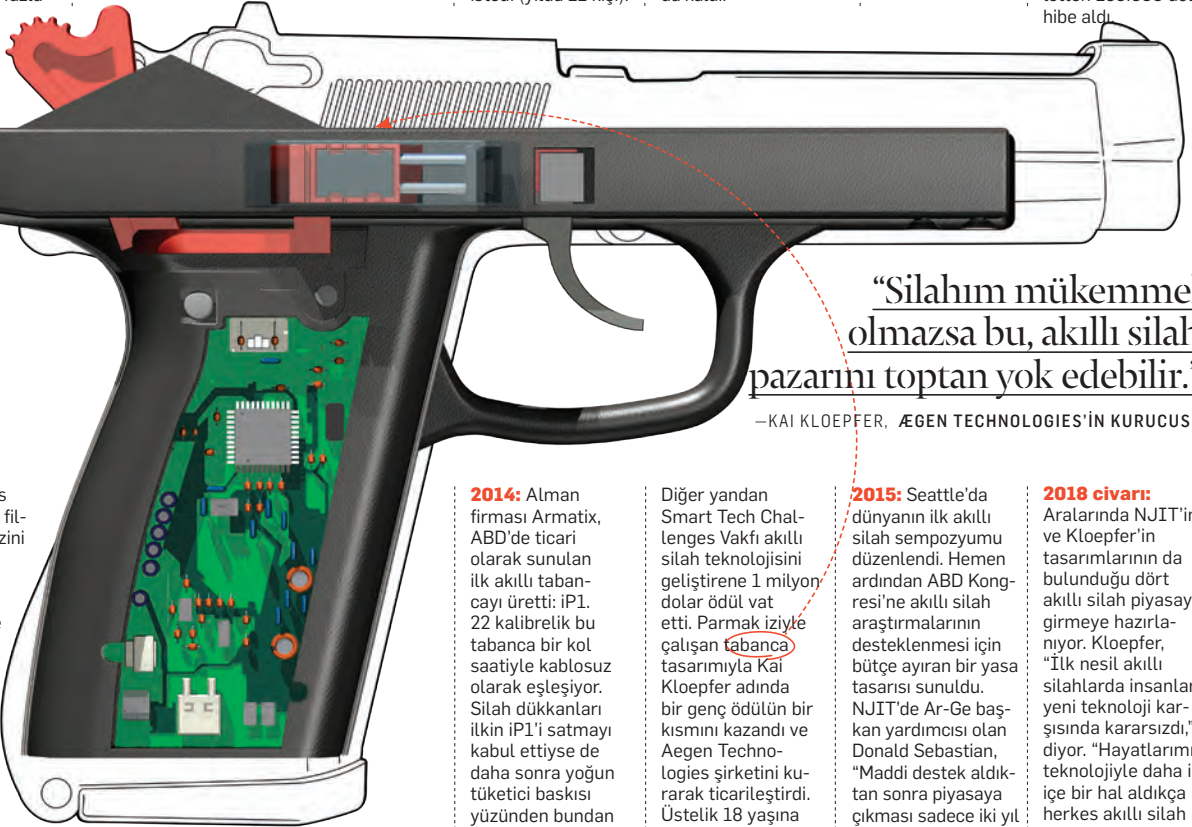 hibe aldı.
“Silahım mükemmel
olmazsa bu, akıllı silah
pazarını toptan yok edebilir.”
—KAI KLOEPFER, ÆGEN TECHNOLOGIES'İN KURUCUS
2014: Alman
firması Armatix,
ABD'de ticari
olarak sunulan
ilk akıllı taban-
cayı üretti: iP1.
22 kalibrelik bu
tabanca bir kol
saatiyle kablosuz
olarak eşleşiyor.
Silah dükkanları
ilkin iP1'i satmayı
kabul ettiyse de
daha sonra yoğun
tüketici baskısı
yüzünden bundan
Diğer yandan
Smart Tech Chal-
lenges Vakfı akıllı
silah teknolojisini
geliştirene 1 milyon
dolar ödül vat
etti. Parmak iziyle
çalışan tabanca
tasarımıyla Kai
Kloepfer adında
bir genç ödülün bir
kısmını kazandı ve
Aegen Techno-
logies şirketini ku-
rarak ticarileştirdi.
Üstelik 18 yaşına
2015: Seattle'da
dünyanın ilk akıllı
silah sempozyumu
düzenlendi. Hemen
ardından ABD Kong-
resi'ne akıllı silah
araştırmalarının
desteklenmesi için
bütçe ayıran bir yasa
tasarısı sunuldu.
NJIT'de Ar-Ge baş-
kan yardımcısı olan
Donald Sebastian,
“Maddi destek aldık-
tan sonra piyasaya
çıkması sadece iki yıl
2018 civarı:
Aralarında NJIT'in
ve Kloepfer'in
tasarımlarının da
bulunduğu dört
akıllı silah piyasay
girmeye hazırla-
nıyor. Kloepfer,
“İlk nesil akıllı
silahlarda insanlar
yeni teknoloji kar-
şısında kararsızdı,”
diyor. “Hayatlarımı
teknolojiyle daha i
içe bir hal aldıkça
herkes akıllı silah